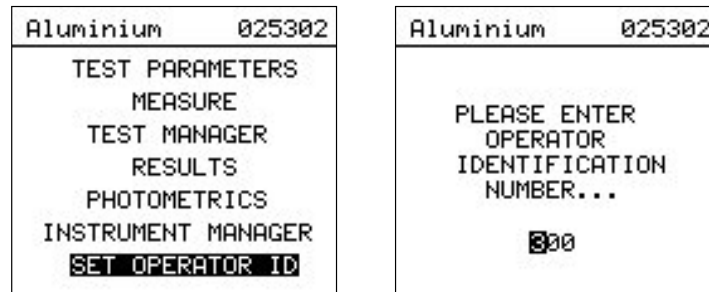 Aluminium 025302
TEST PARAMETERS
MEASURE
TEST MANAGER
RESULTS
PHOTOMETRICS
INSTRUMENT MANAGER
SET OPERATOR ID
Aluminium 025302
PLEASE ENTER
OPERATOR
IDENTIFICATION
NUMBER...
300